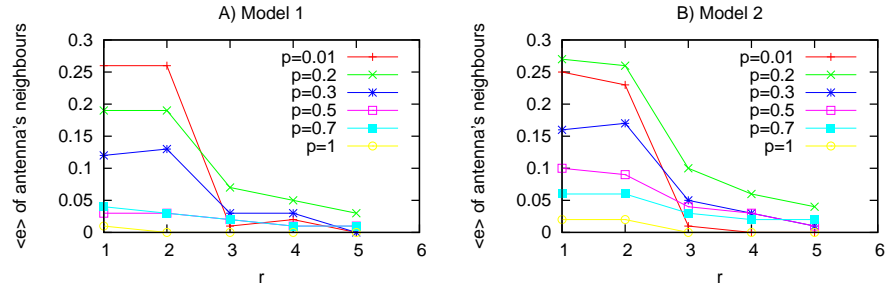 A) Model 1
<e> of antenna's neighbours
0.3
0.25
0.2
0.15
0.1
0.05
0
1 2 3 4 5 6
r
p=0.01
p=0.2
p=0.3
p=0.5
p=0.7
p=1
B) Model 2
<e> of antenna's neighbours
0.3
0.25
0.2
0.15
0.1
0.05
0
1 2 3 4 5 6
r
p=0.01
p=0.2
p=0.3
p=0.5
p=0.7
p=1